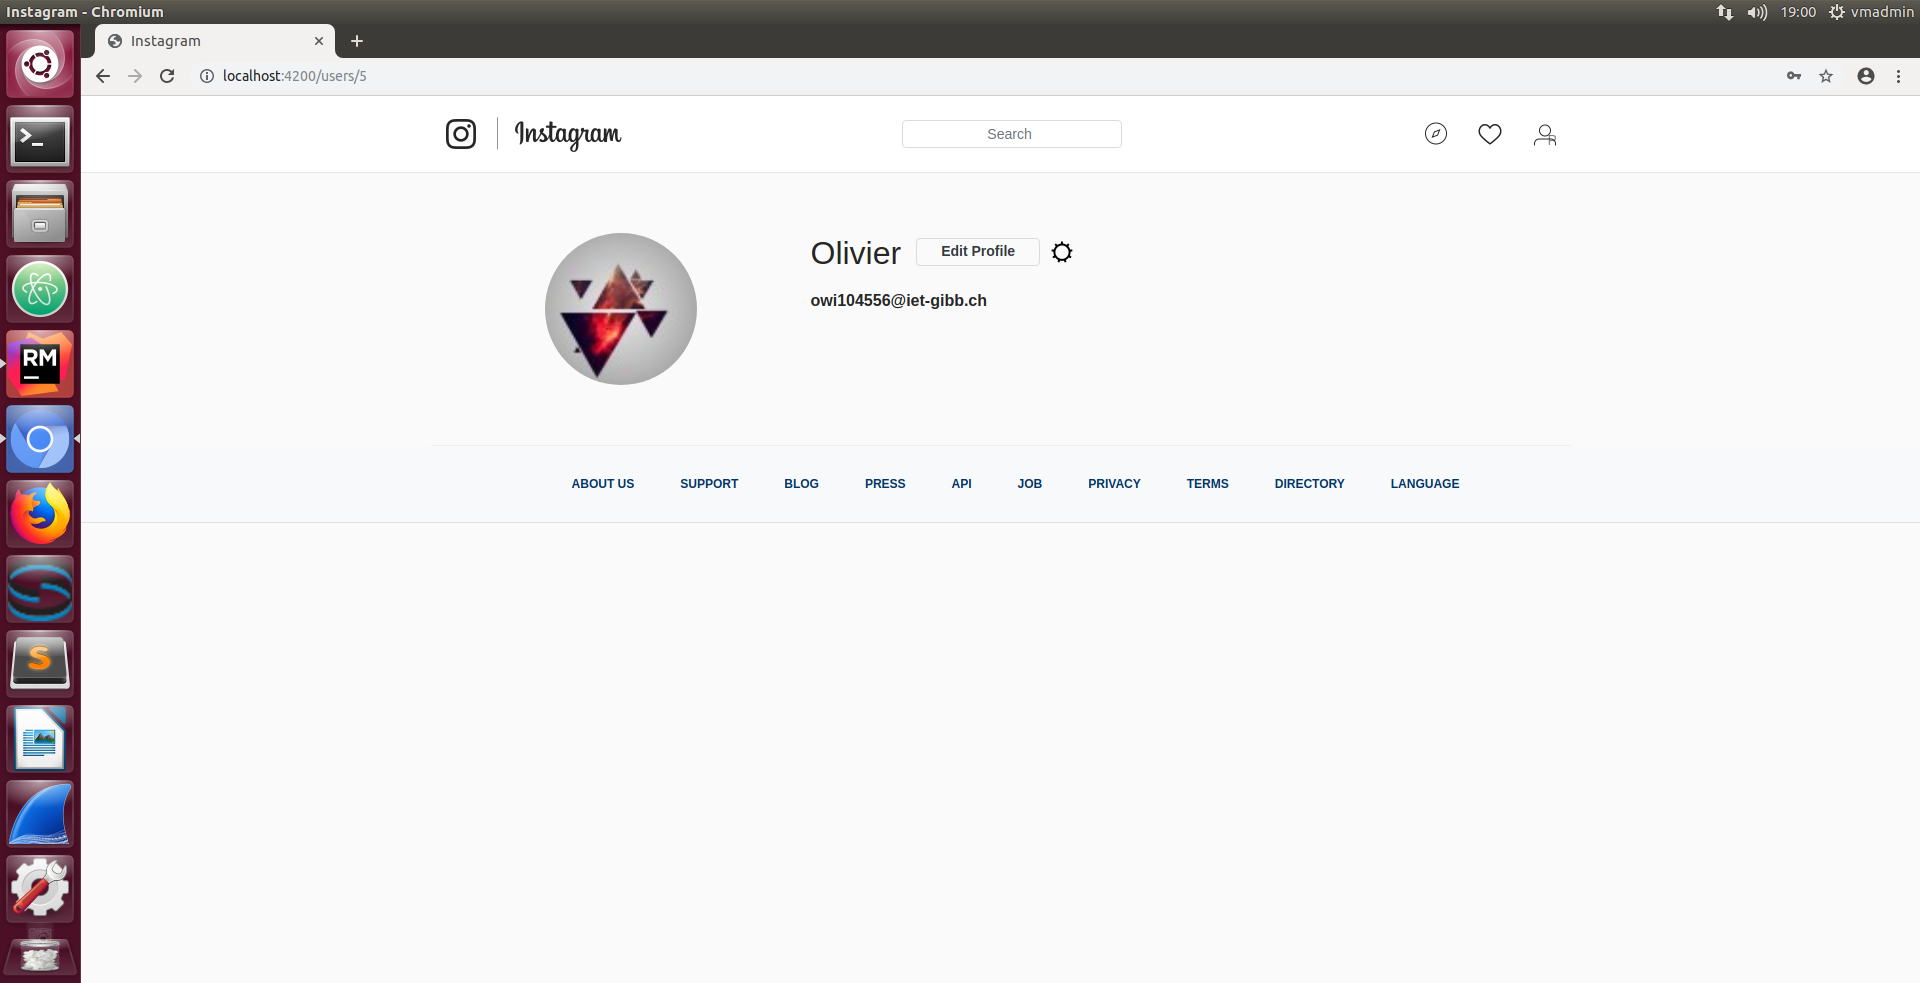 Instagram - Chromium
19:00 vmadmin
Instagram
localhost:4200/users/5
Instagram
Search
Olivier Edit Profile
owi104556@iet-gibb.ch
ABOUT US SUPPORT BLOG PRESS API JOB PRIVACY TERMS DIRECTORY LANGUAGE
>_
RM
S